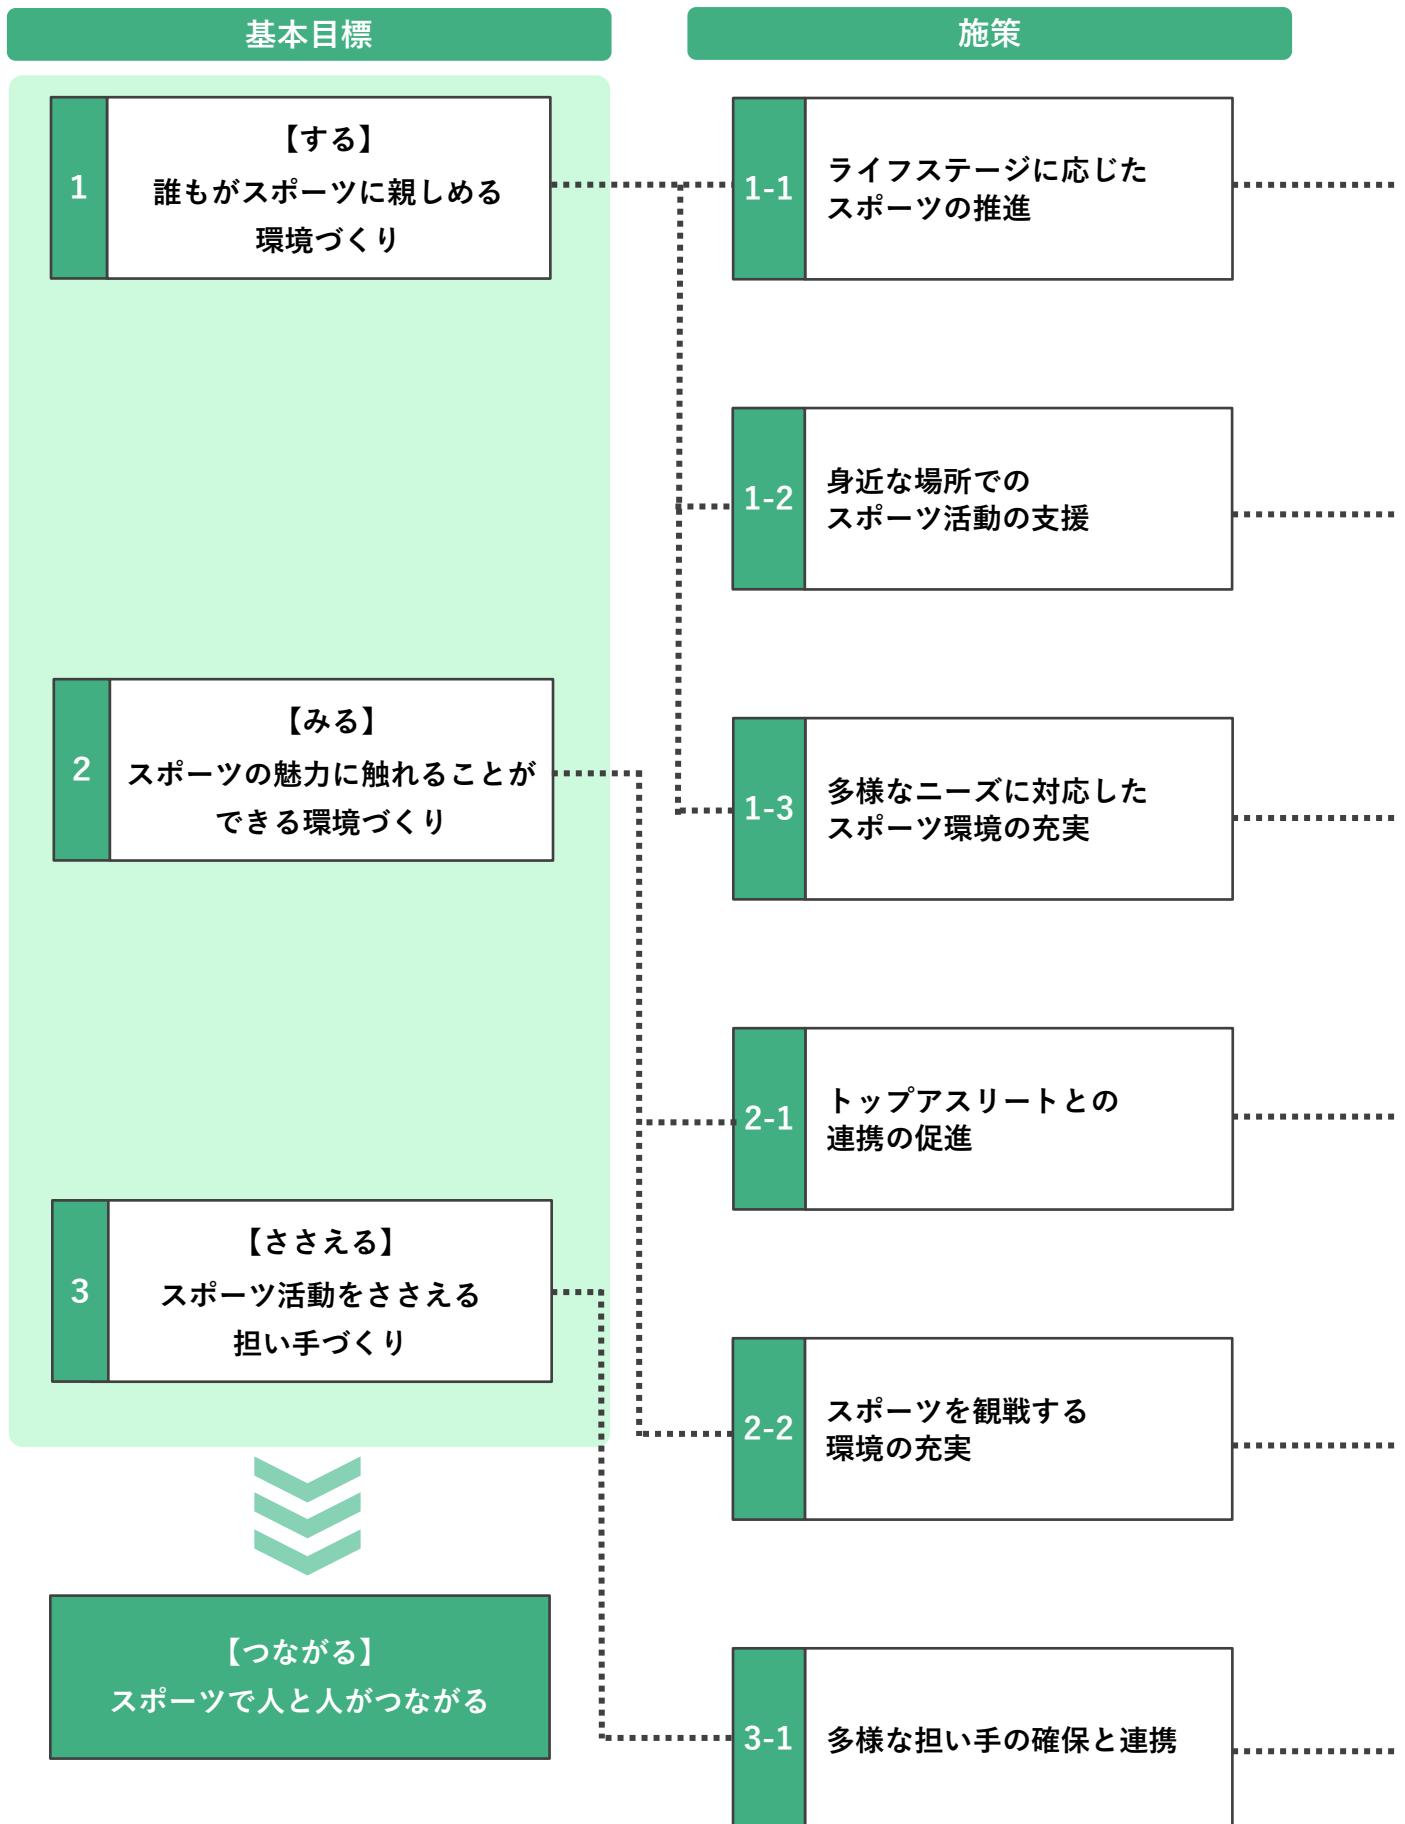 基本目標
1
【する】
誰もがスポーツに親しめる
環境づくり
2
【みる】
スポーツの魅力に触れることが
できる環境づくり
3
【ささえる】
スポーツ活動をささえる
担い手づくり
【つながる】
スポーツで人と人がつながる
施策
1-1
ライフステージに応じた
スポーツの推進
1-2
身近な場所での
スポーツ活動の支援
1-3
多様なニーズに対応した
スポーツ環境の充実
2-1
トップアスリートとの
連携の促進
2-2
スポーツを観戦する
環境の充実
3-1
多様な担い手の確保と連携